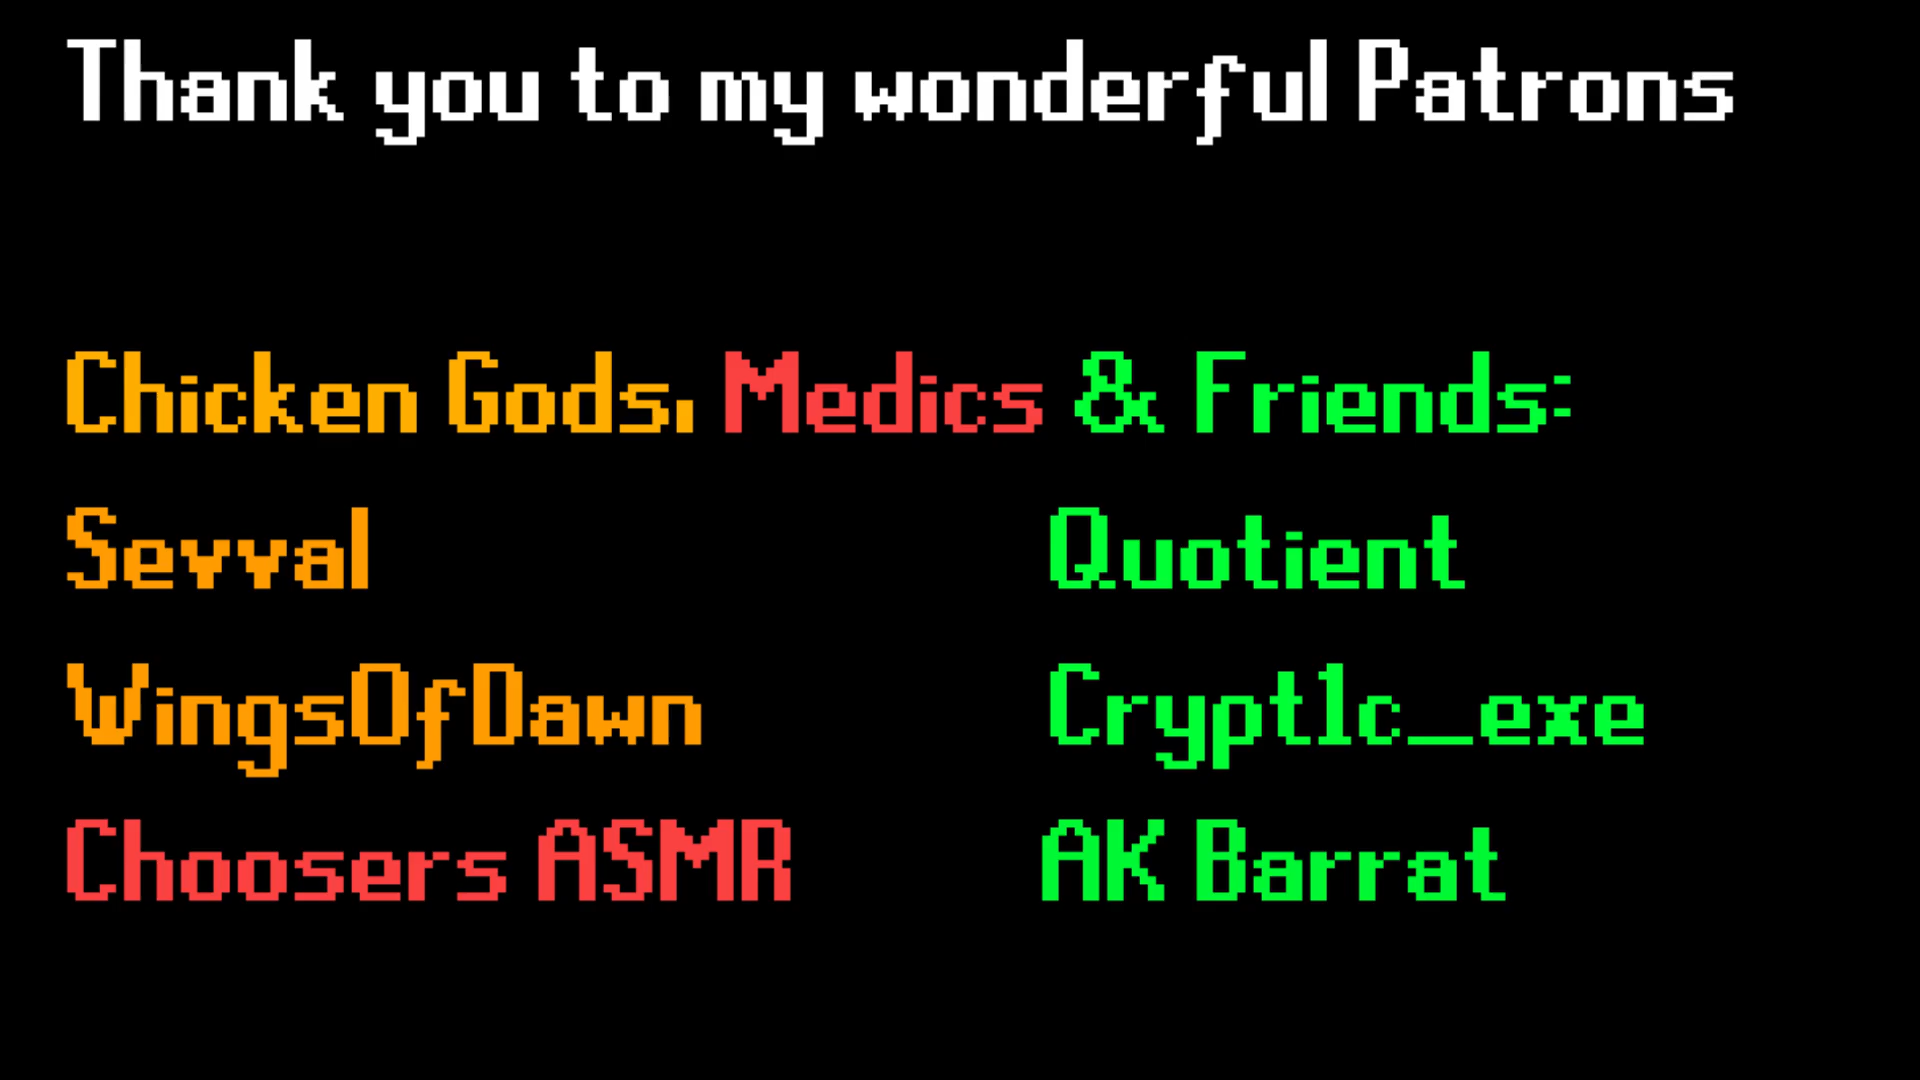 Thank you to my wonderful Patrons
Chicken Gods, Medics & Friends:
Sevval
Quotient
WingsOfDawn
Crypt1c_exe
Choosers ASMR
AK Barrat